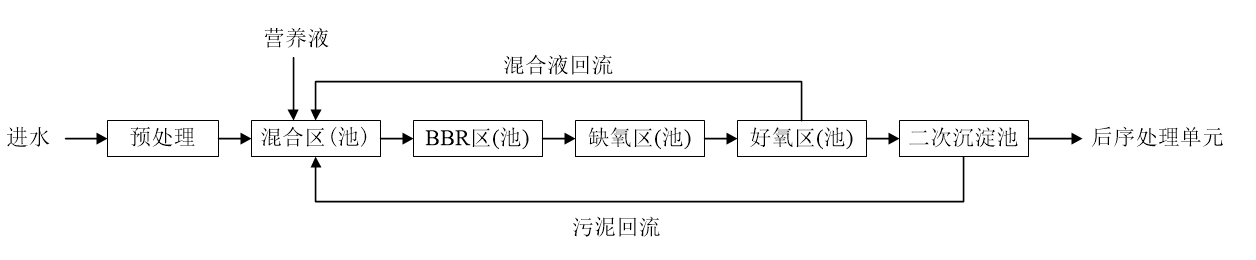 营养液
混合液回流
进水
预处理
混合区(池)
BBR区(池)
缺氧区(池)
好氧区(池)
二次沉淀池
后序处理单元
污泥回流